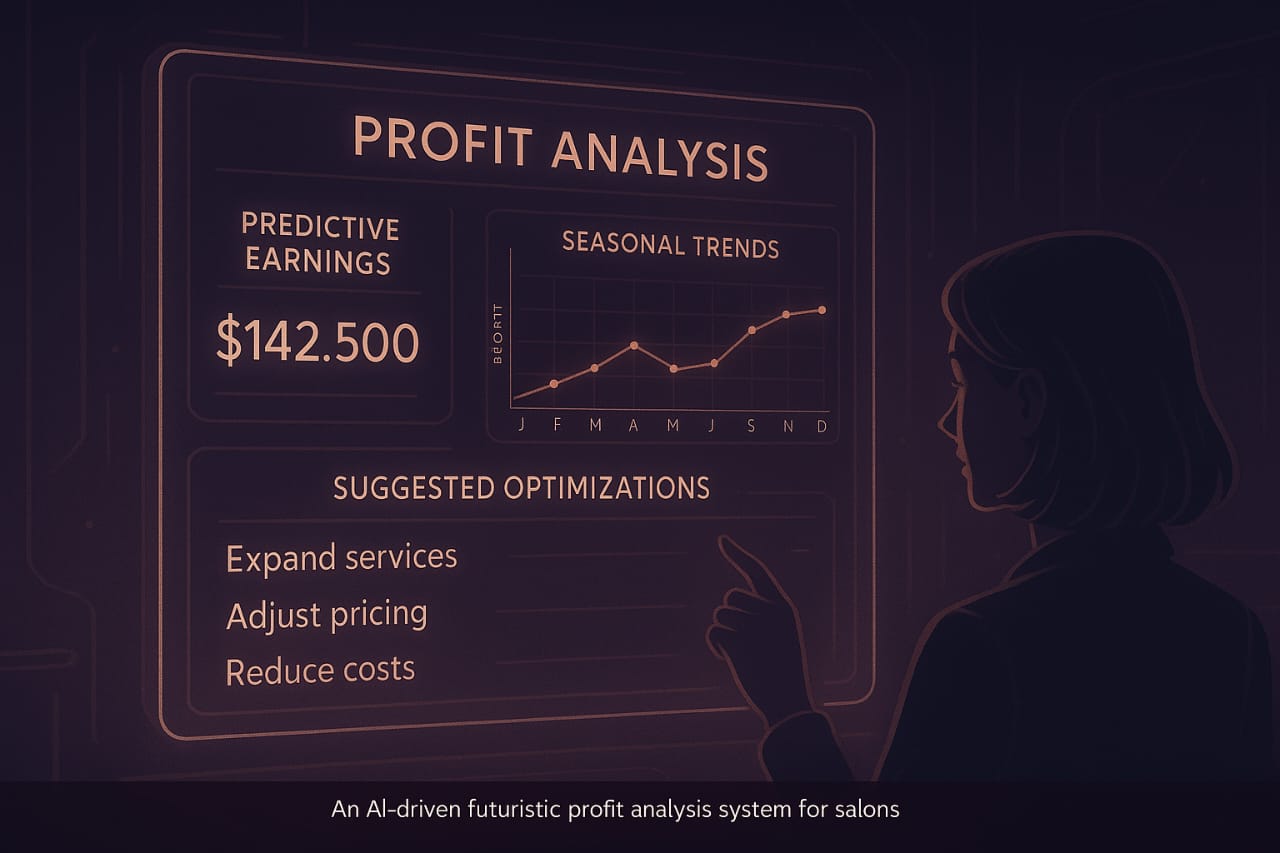 PROFIT ANALYSIS
PREDICTIVE
EARNINGS
$142.500
SEASONAL TRENDS
J F M A M J S N D
SUGGESTED OPTIMIZATIONS
Expand services
Adjust pricing
Reduce costs
An AI-driven futuristic profit analysis system for salons